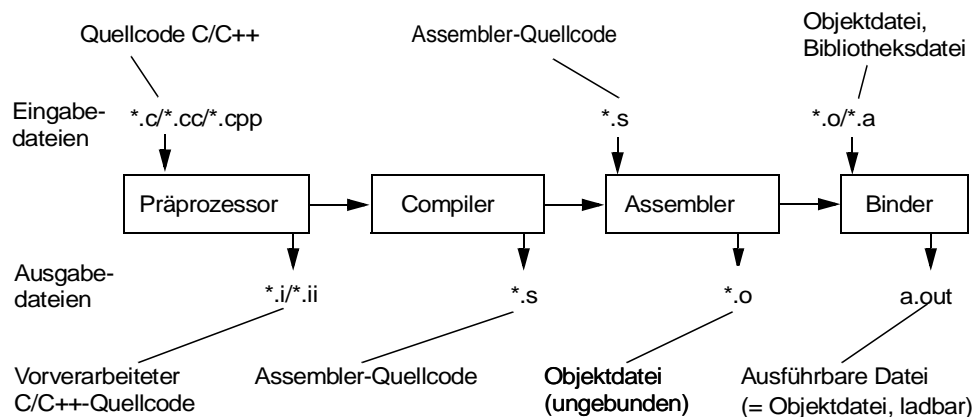 Quellcode C/C++
Assembler-Quellcode
Objektdatei,
Bibliotheksdatei
Eingabe-
dateien
*.c/*.cc/*.cpp
*.s
*.o/*.a
Präprozessor
Compiler
Assembler
Binder
Ausgabe-
dateien
*.i/*.ii
*.s
*.o
a.out
Vorverarbeiteter
C/C++-Quellcode
Assembler-Quellcode
Objektdatei
(ungebunden)
Ausführbare Datei
(= Objektdatei, ladbar)